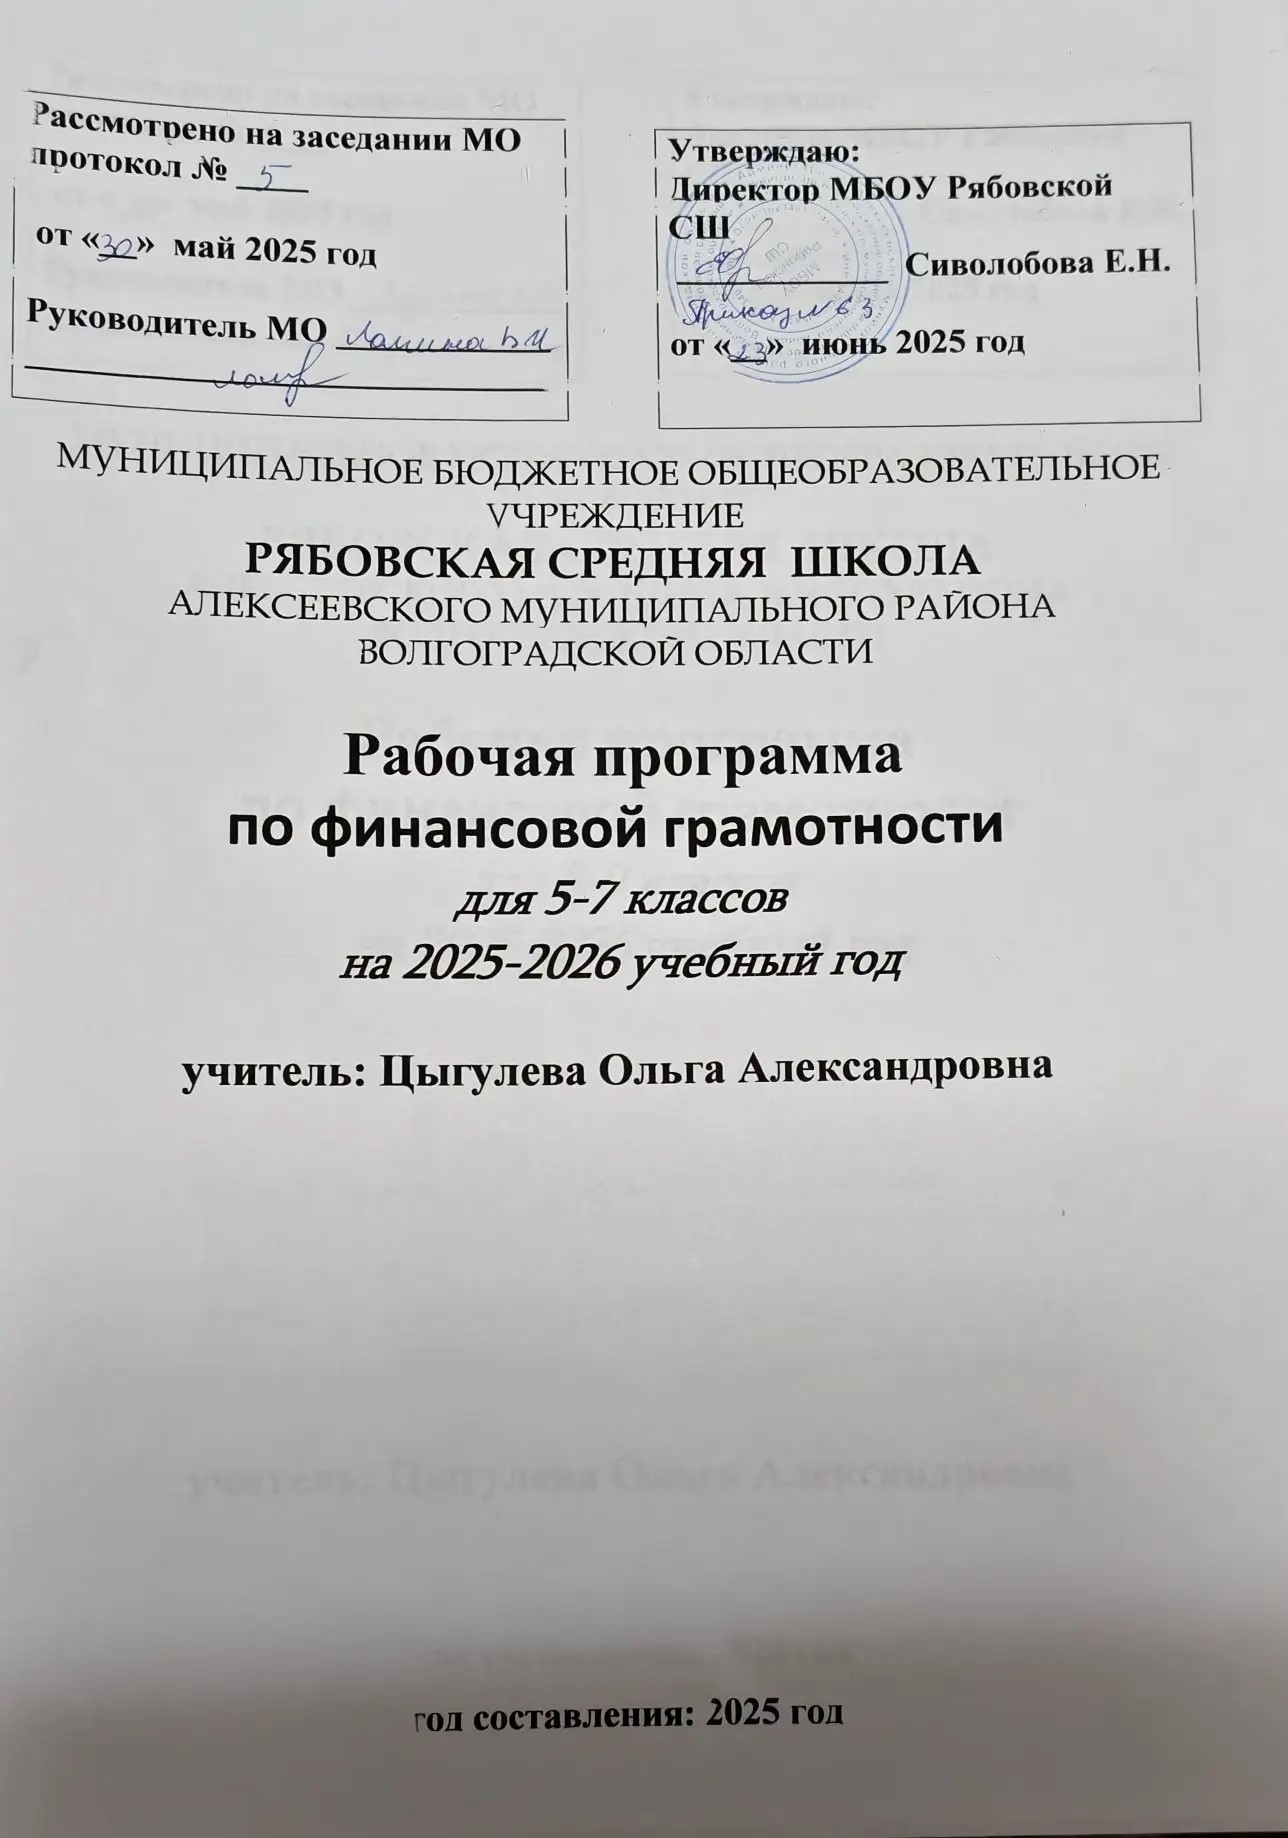 Рассмотрено на заседании МО
протокол № 5
от «30» май 2025 год
Руководитель МО
Утверждаю:
Директор МБОУ Рябовской
СШ
Сиволобова Е.Н.
Приказ № 63
от «23» июнь 2025 год
МУНИЦИПАЛЬНОЕ БЮДЖЕТНОЕ ОБЩЕОБРАЗОВАТЕЛЬНОЕ
УЧРЕЖДЕНИЕ
РЯБОВСКАЯ СРЕДНЯЯ ШКОЛА
АЛЕКСЕЕВСКОГО МУНИЦИПАЛЬНОГО РАЙОНА
ВОЛГОГРАДСКОЙ ОБЛАСТИ
Рабочая программа
по финансовой грамотности
для 5-7 классов
на 2025-2026 учебный год
учитель: Цыгулева Ольга Александровна
год составления: 2025 год